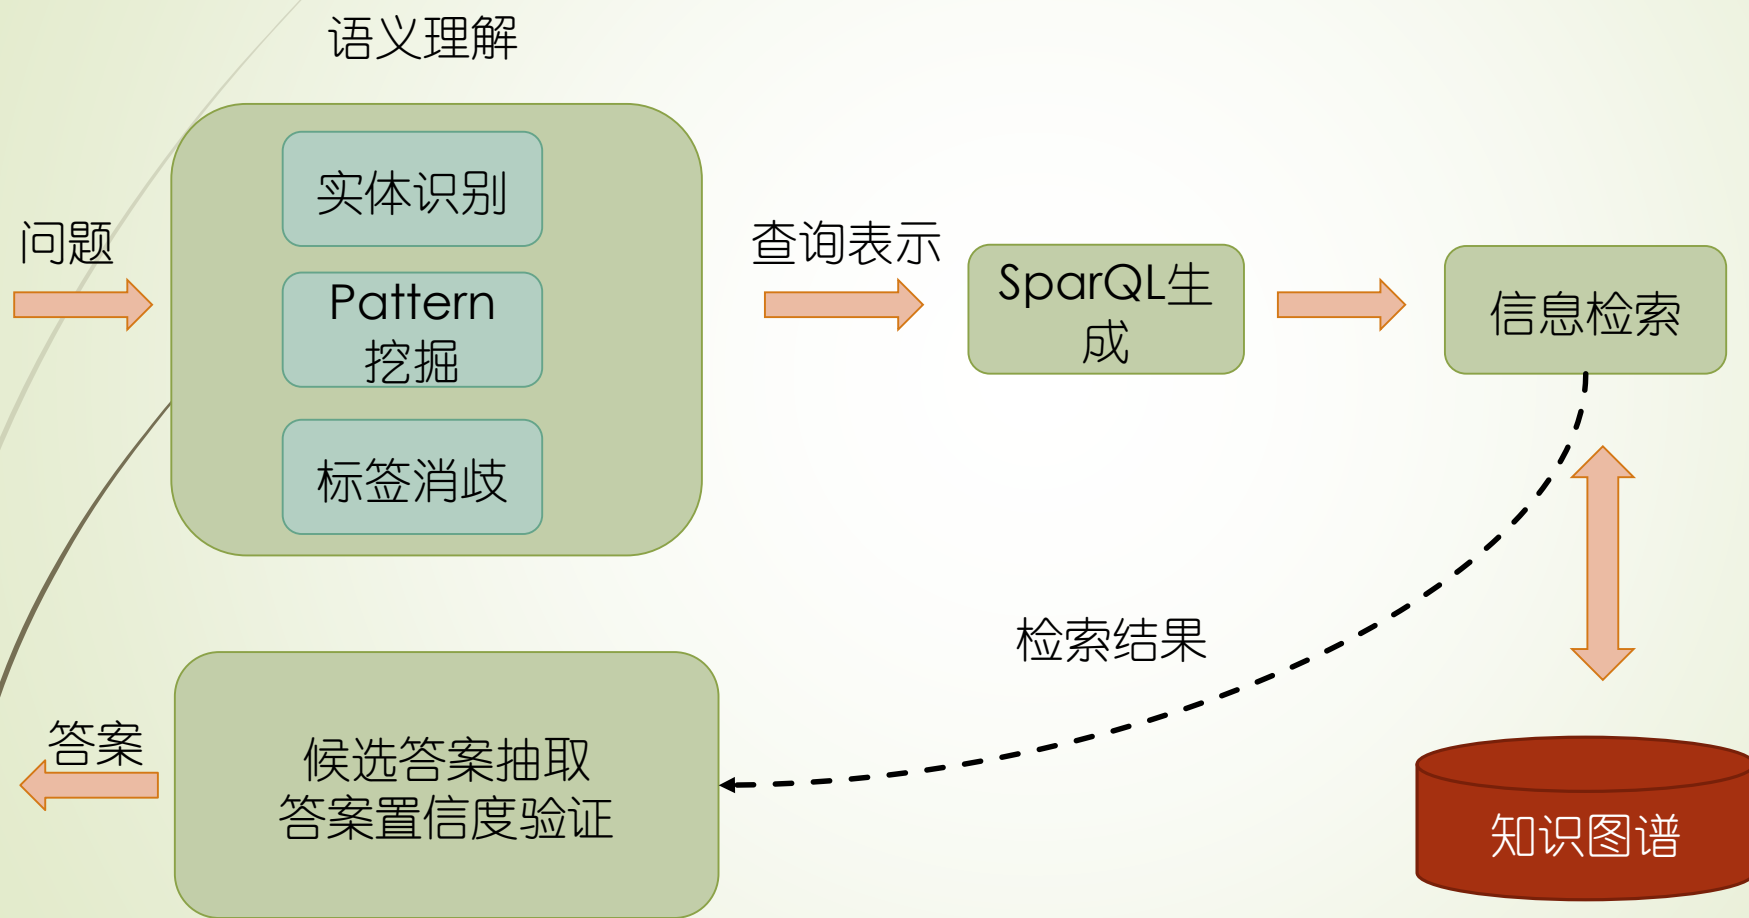 语义理解
实体识别
问题
Pattern
挖掘
标签消歧
查询表示
SparQL生
成
信息检索
检索结果
答案
候选答案抽取
答案置信度验证
知识图谱